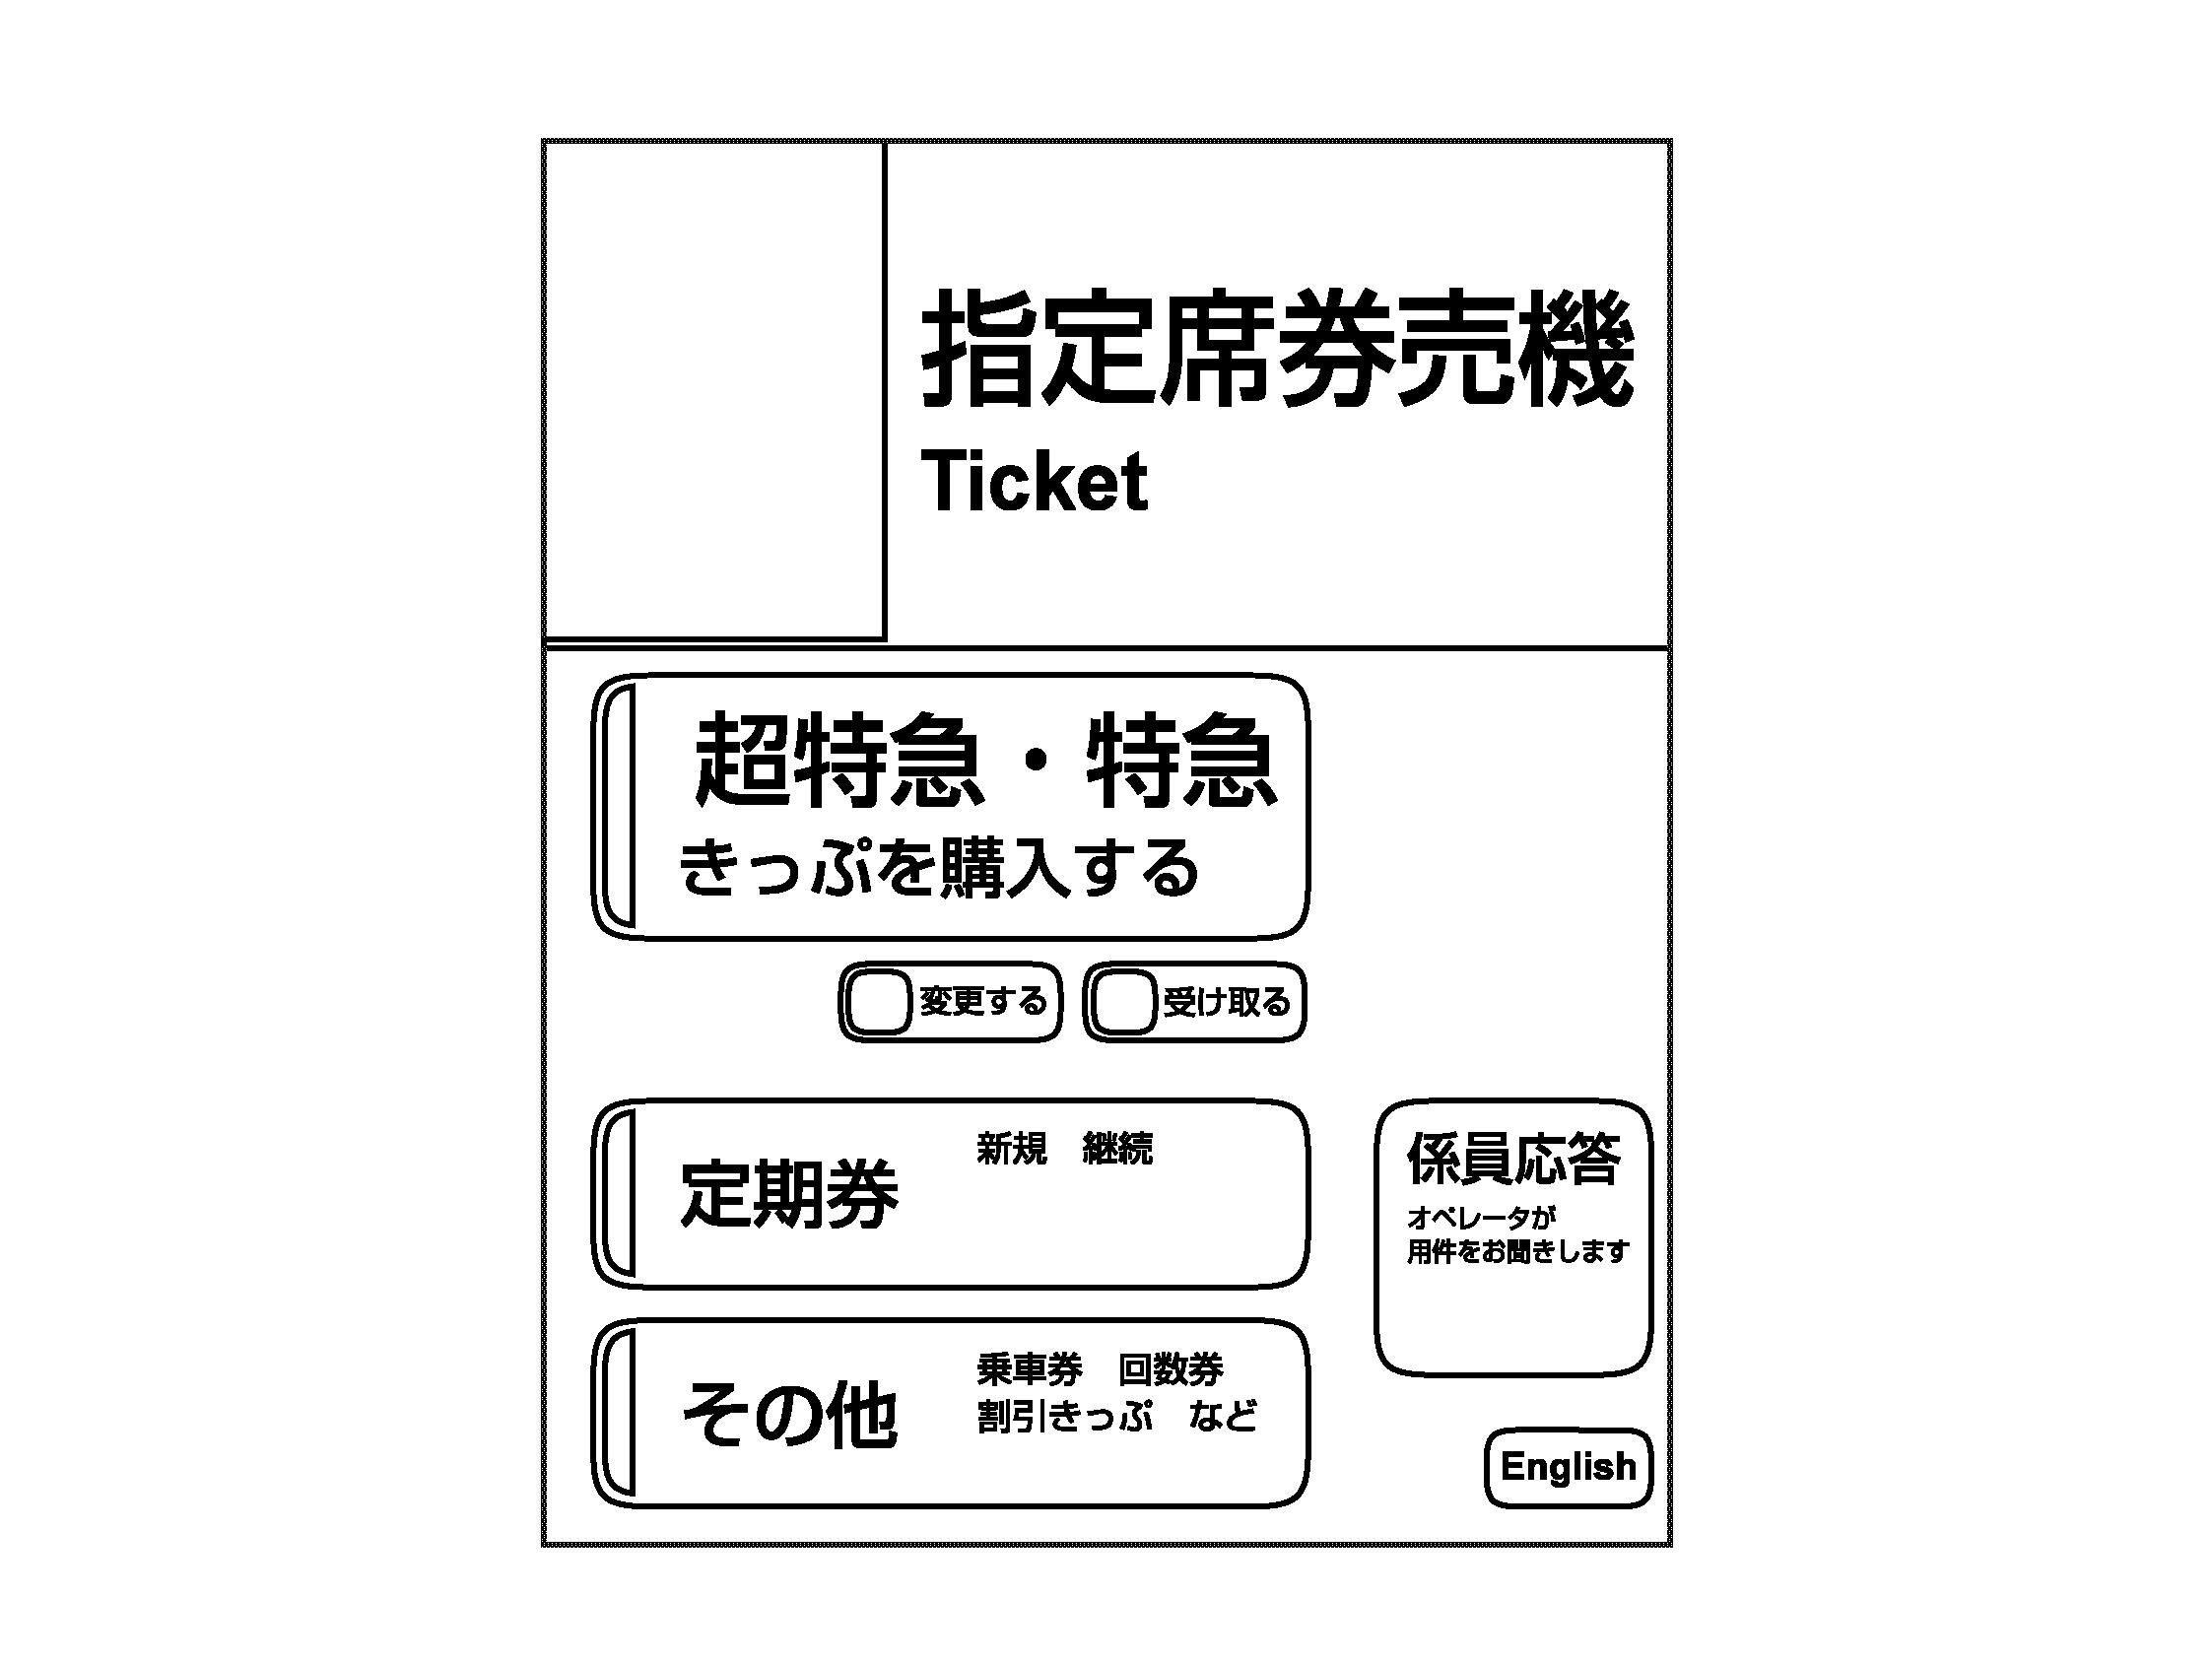 指定席券売機
Ticket
超特急・特急
きっぷを購入する
変更する
受け取る
定期券
新規　継続
係員応答
オペレータが
用件をお聞きします
その他
乗車券　回数券
割引きっぷ　など
English